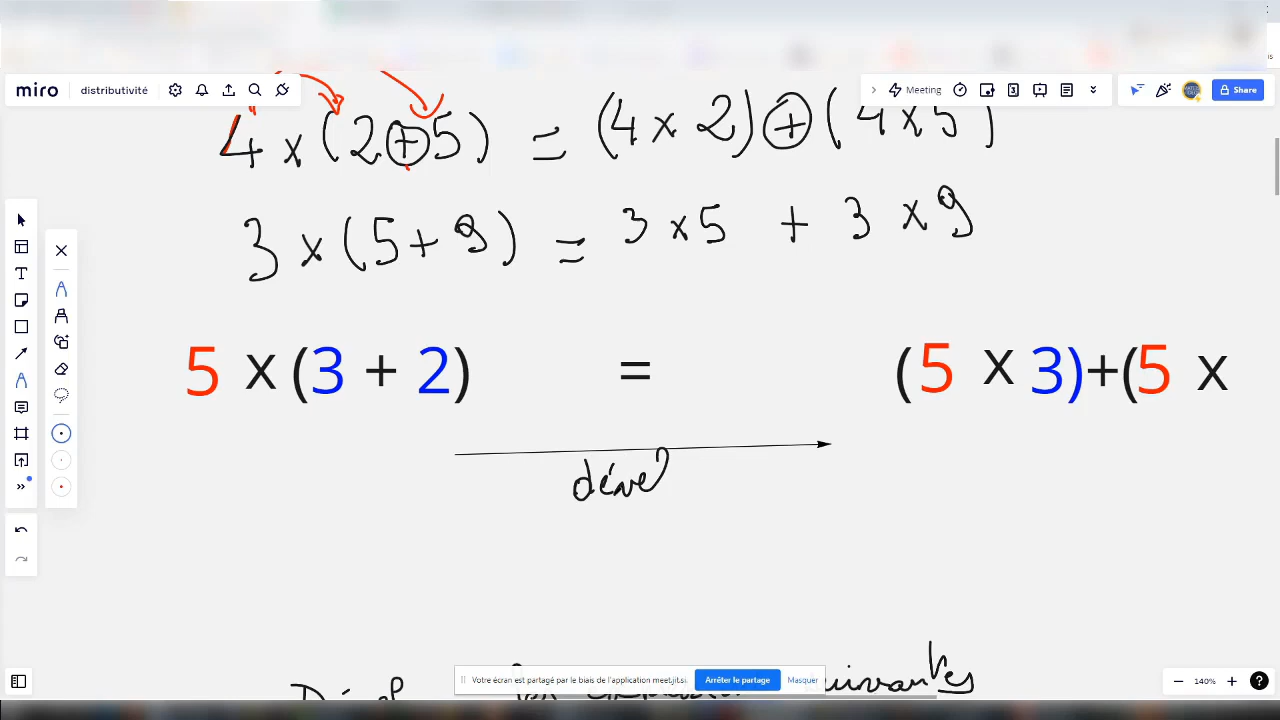 miro distributivité Meeting 3 Share
4 x (2 + 5) = (4 x 2) + (4 x 5)
3 x (5 + 9) = 3 x 5 + 3 x 9
5 x (3 + 2) = (5 x 3)+(5 x
T
Votre écran est partagé par le biais de l'application meet.jit.si. Arrêter le partage Masquer
140% ?